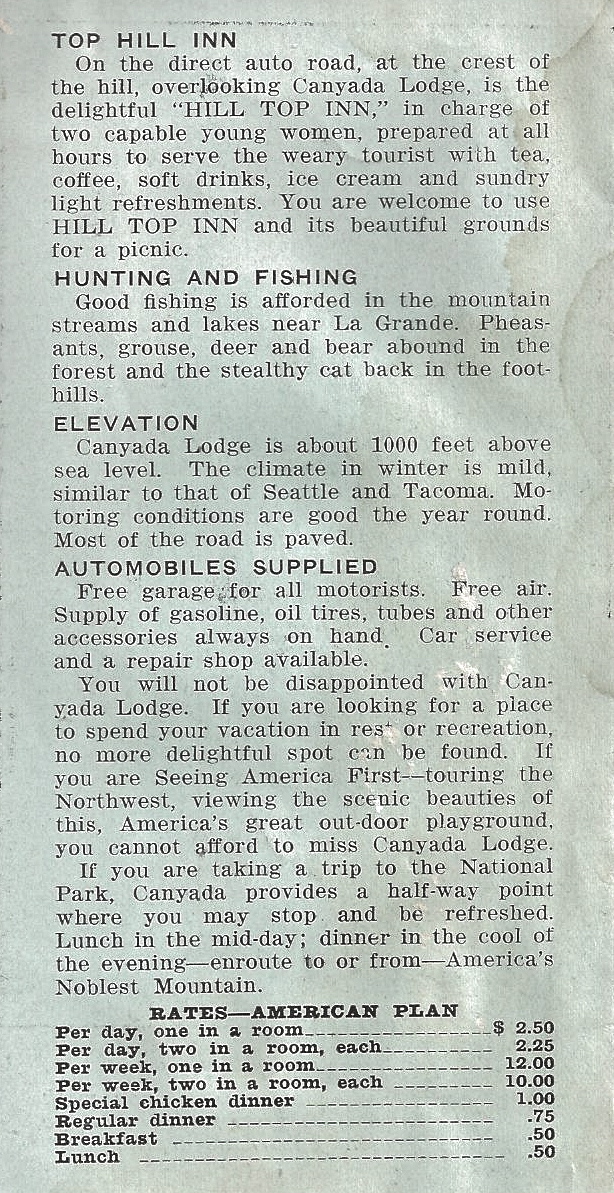 TOP HILL INN
On the direct auto road, at the crest of
the hill, overlooking Canyada Lodge, is the
delightful "HILL TOP INN," in charge of
two capable young women, prepared at all
hours to serve the weary tourist with tea,
coffee, soft drinks, ice cream and sundry
light refreshments. You are welcome to use
HILL TOP INN and its beautiful grounds
for a picnic.
HUNTING AND FISHING
Good fishing is afforded in the mountain
streams and lakes near La Grande. Pheas-
ants, grouse, deer and bear abound in the
forest and the stealthy cat back in the foot-
hills.
ELEVATION
Canyada Lodge is about 1000 feet above
sea level. The climate in winter is mild,
similar to that of Seattle and Tacoma. Mo-
toring conditions are good the year round.
Most of the road is paved.
AUTOMOBILES SUPPLIED
Free garage for all motorists. Free air.
Supply of gasoline, oil tires, tubes and other
accessories always on hand. Car service
and a repair shop available.
You will not be disappointed with Can-
yada Lodge. If you are looking for a place
to spend your vacation in rest or recreation,
no more delightful spot can be found. If
you are Seeing America First—touring the
Northwest, viewing the scenic beauties of
this, America's great out-door playground,
you cannot afford to miss Canyada Lodge.
If you are taking a trip to the National
Park, Canyada provides a half-way point
where you may stop and be refreshed.
Lunch in the mid-day; dinner in the cool of
the evening—enroute to or from—America's
Noblest Mountain.
RATES—AMERICAN PLAN
Per day, one in a room____________________$ 2.50
Per day, two in a room, each___________ 2.25
Per week, one in a room__________________ 12.00
Per week, two in a room, each __________ 10.00
Special chicken dinner ___________________ 1.00
Regular dinner ___________________________ .75
Breakfast ________________________________ .50
Lunch ____________________________________ .50